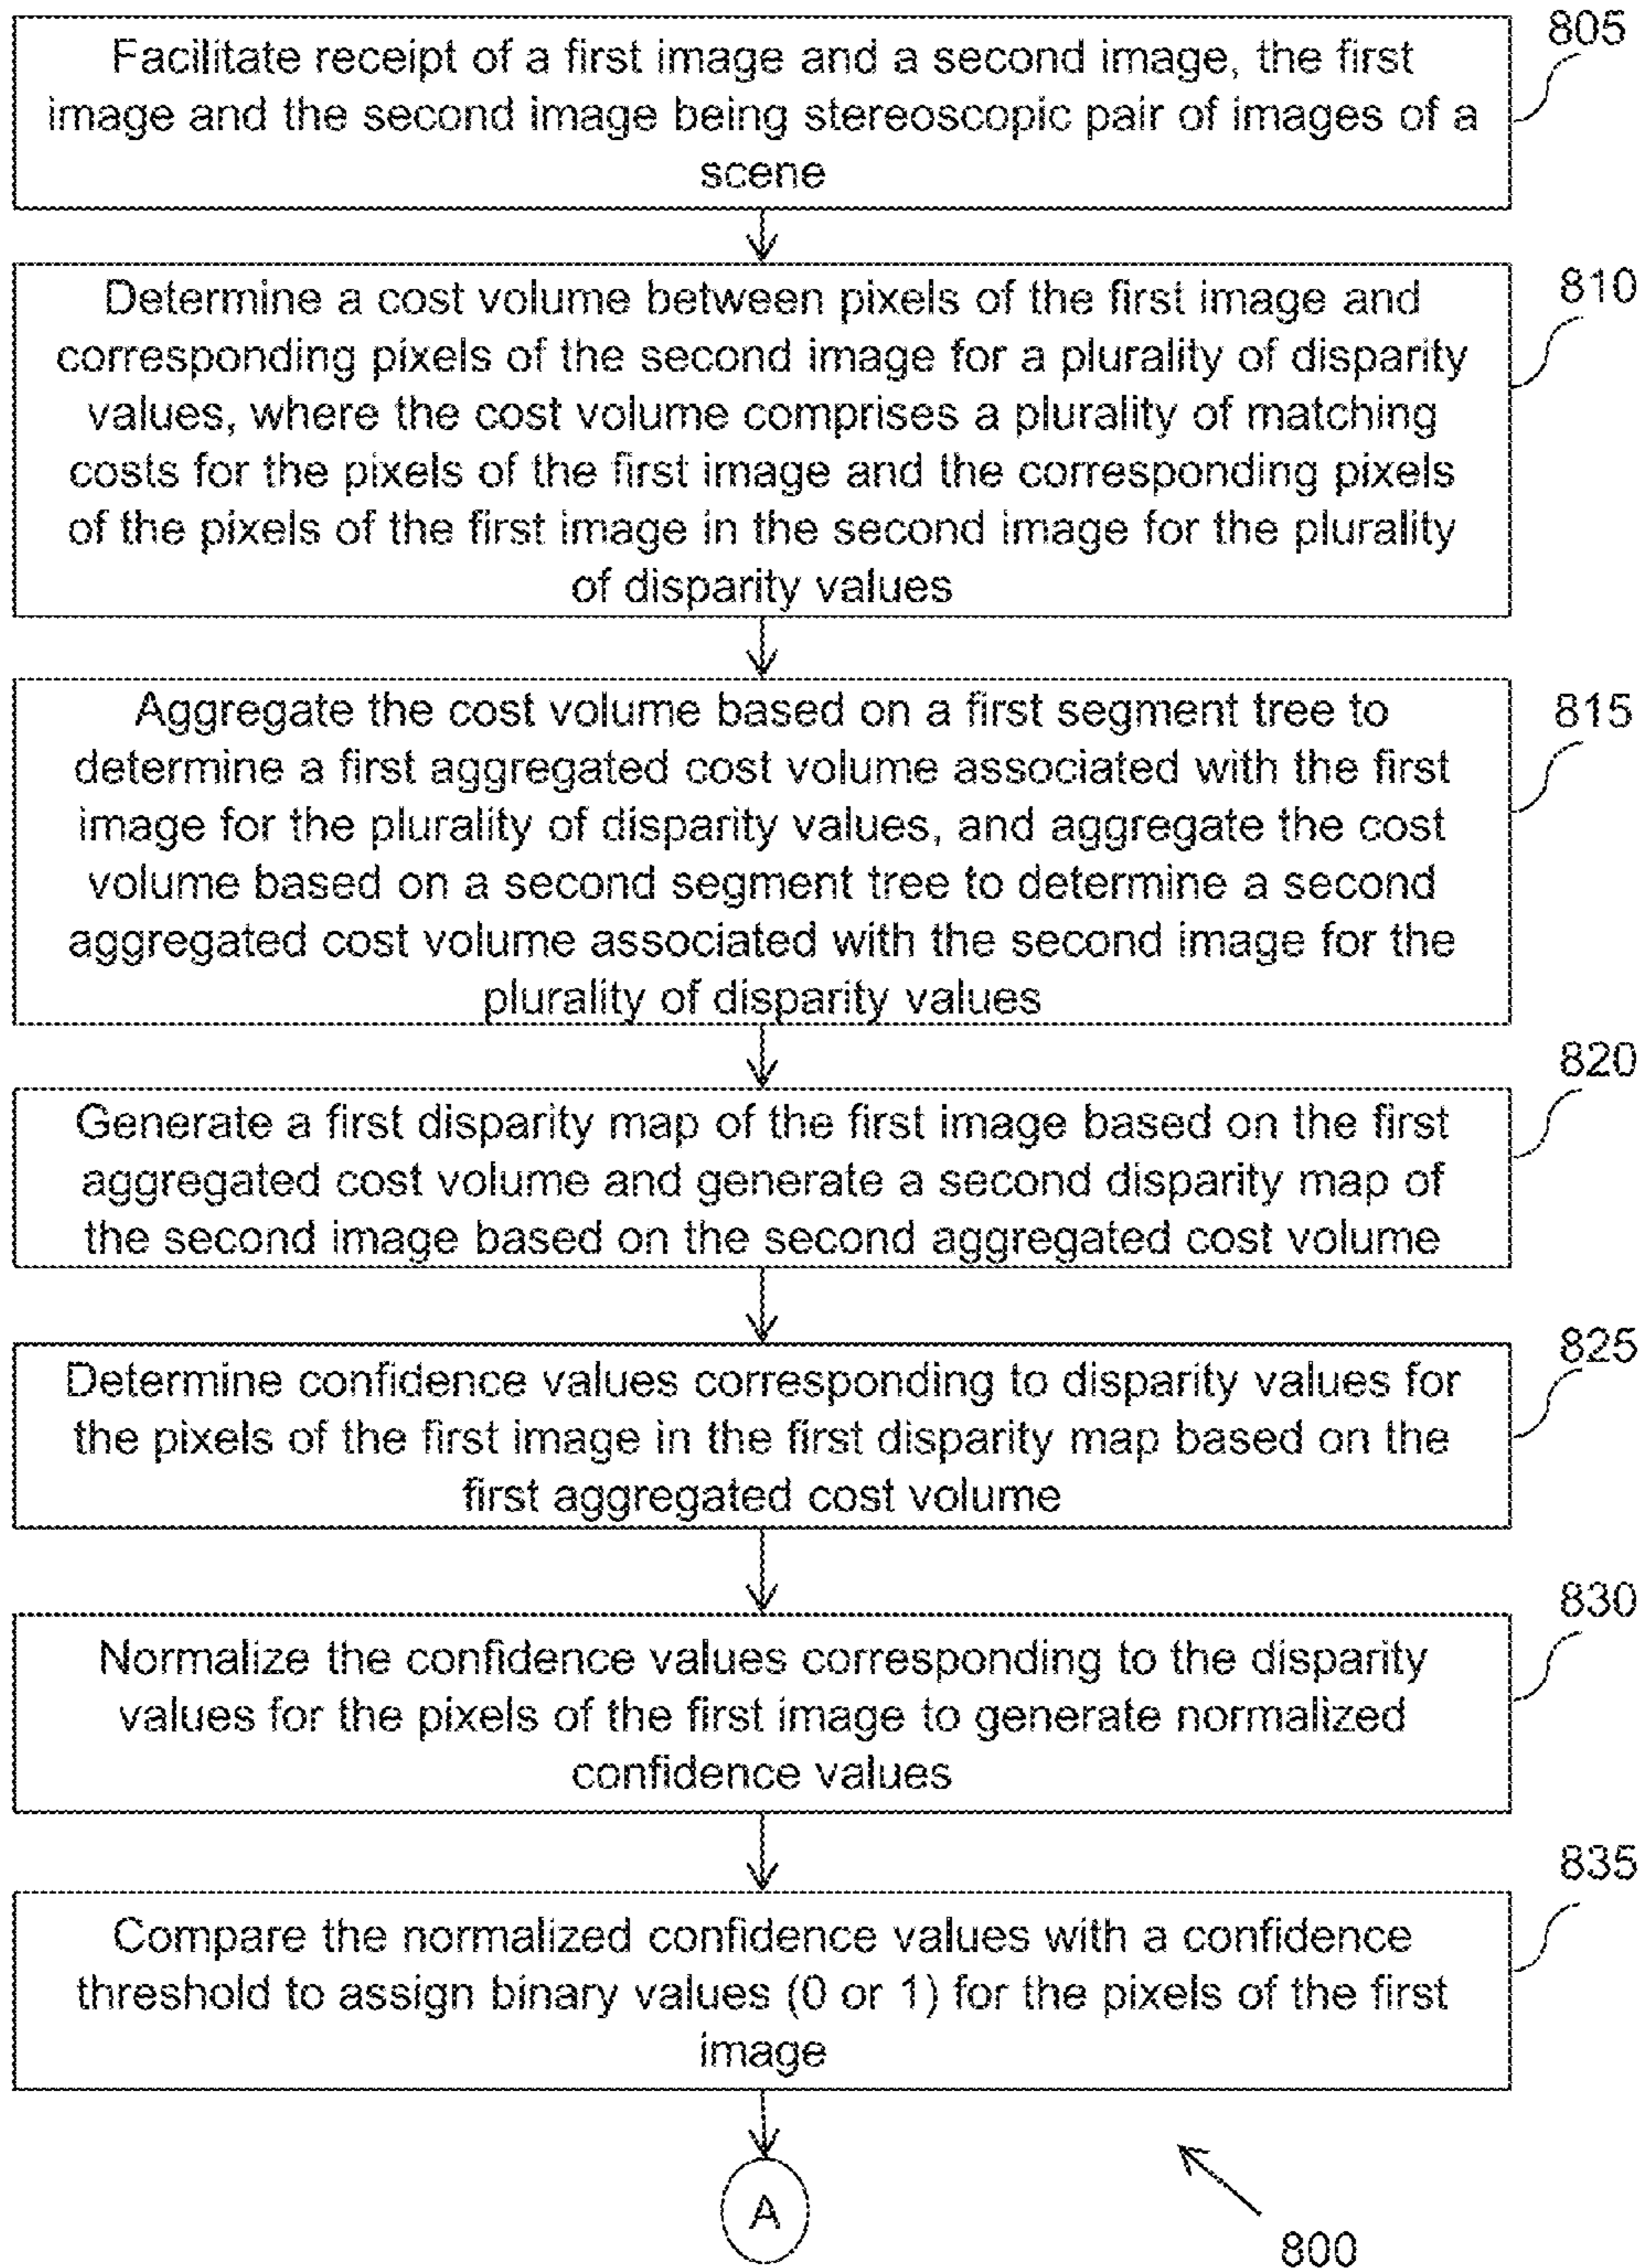 Facilitate receipt of a first image and a second image, the first
image and the second image being stereoscopic pair of images of a
scene
805
Determine a cost volume between pixels of the first image and
corresponding pixels of the second image for a plurality of disparity
values, where the cost volume comprises a plurality of matching
costs for the pixels of the first image and the corresponding pixels
of the pixels of the first image in the second image for the plurality
of disparity values
810
Aggregate the cost volume based on a first segment tree to
determine a first aggregated cost volume associated with the first
image for the plurality of disparity values, and aggregate the cost
volume based on a second segment tree to determine a second
aggregated cost volume associated with the second image for the
plurality of disparity values
815
Generate a first disparity map of the first image based on the first
aggregated cost volume and generate a second disparity map of
the second image based on the second aggregated cost volume
820
Determine confidence values corresponding to disparity values for
the pixels of the first image in the first disparity map based on the
first aggregated cost volume
825
Normalize the confidence values corresponding to the disparity
values for the pixels of the first image to generate normalized
confidence values
830
Compare the normalized confidence values with a confidence
threshold to assign binary values (0 or 1) for the pixels of the first
image
835
A
800